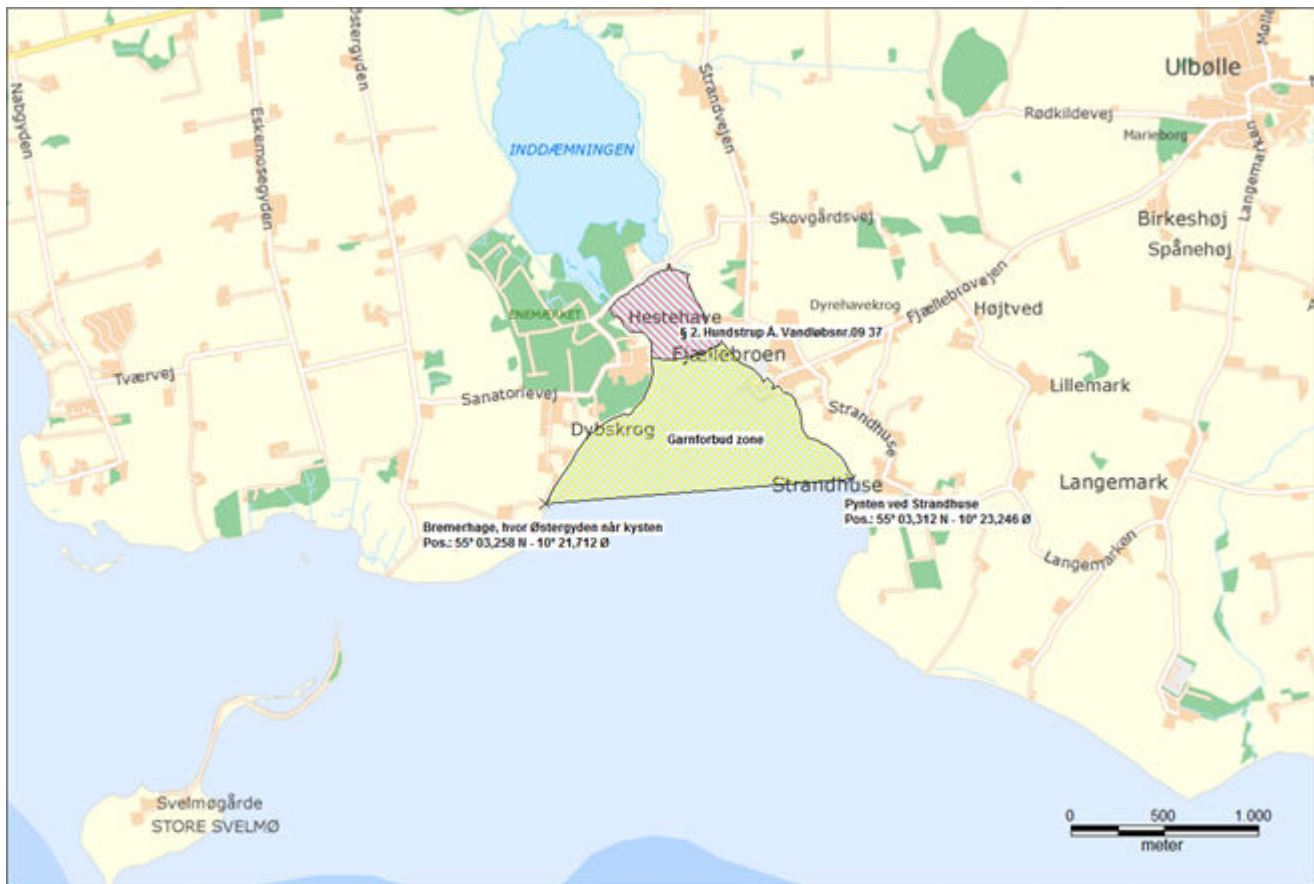 Østergyden
Mølle
Ulbølle
Nabgyden
Eskemosegyden
Strandvejen
Rødkildevej
Marieborg
Langemarken
INDDÆMNINGEN
Skovgårdsvej
Birkeshøj
Spånehøj
Dyrehavekrog
Fjællebrovejen
Højtved
ENEMÆRKET
Hestehave
§ 2. Hundstrup Å. Vandløbsnr.09 37
Fjællebroen
Tværvej
Sanatorievej
Lillemark
Strandhuse
Dybskrog
Garnforbud zone
Strandhuse
Langemark
Pynten ved Strandhuse
Pos.: 55° 03,312 N - 10° 23,246 Ø
Bremerhage, hvor Østergyden når kysten
Pos.: 55° 03,258 N - 10° 21,712 Ø
Langemarken
Svelmøgårde
STORE SVELMØ
0 500 1.000
meter